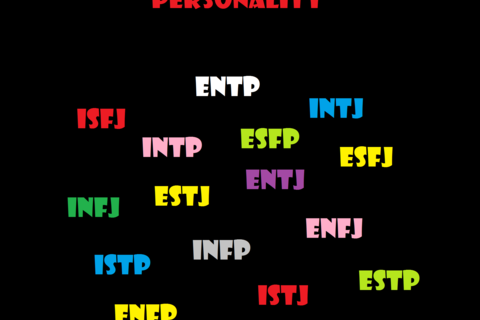 PERSONALITY
ENTP
INTJ
ISFJ
ESFP
INTP
ESFJ
ENTJ
ESTJ
INFJ
ENFJ
INFP
ISTP
ESTP
ISTJ
ENFP